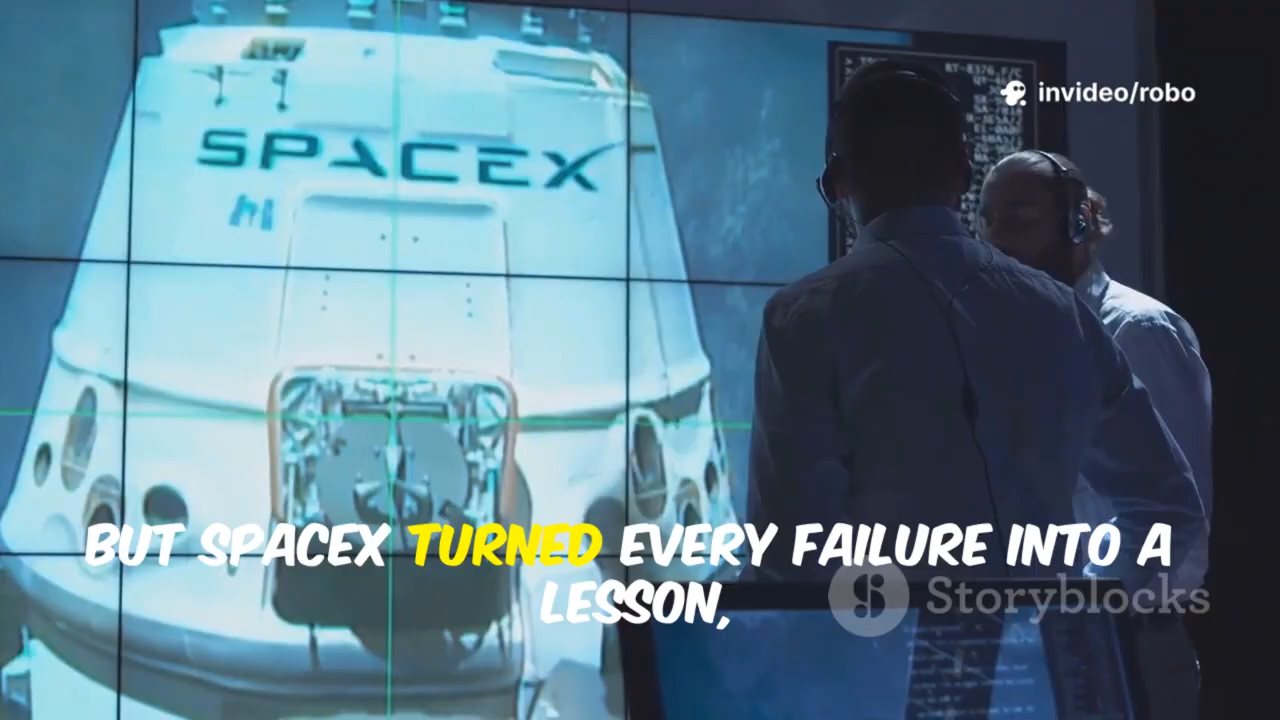 SPACEX
invideo/robo
BUT SPACEX TURNED EVERY FAILURE INTO A
LESSON,
Storyblocks